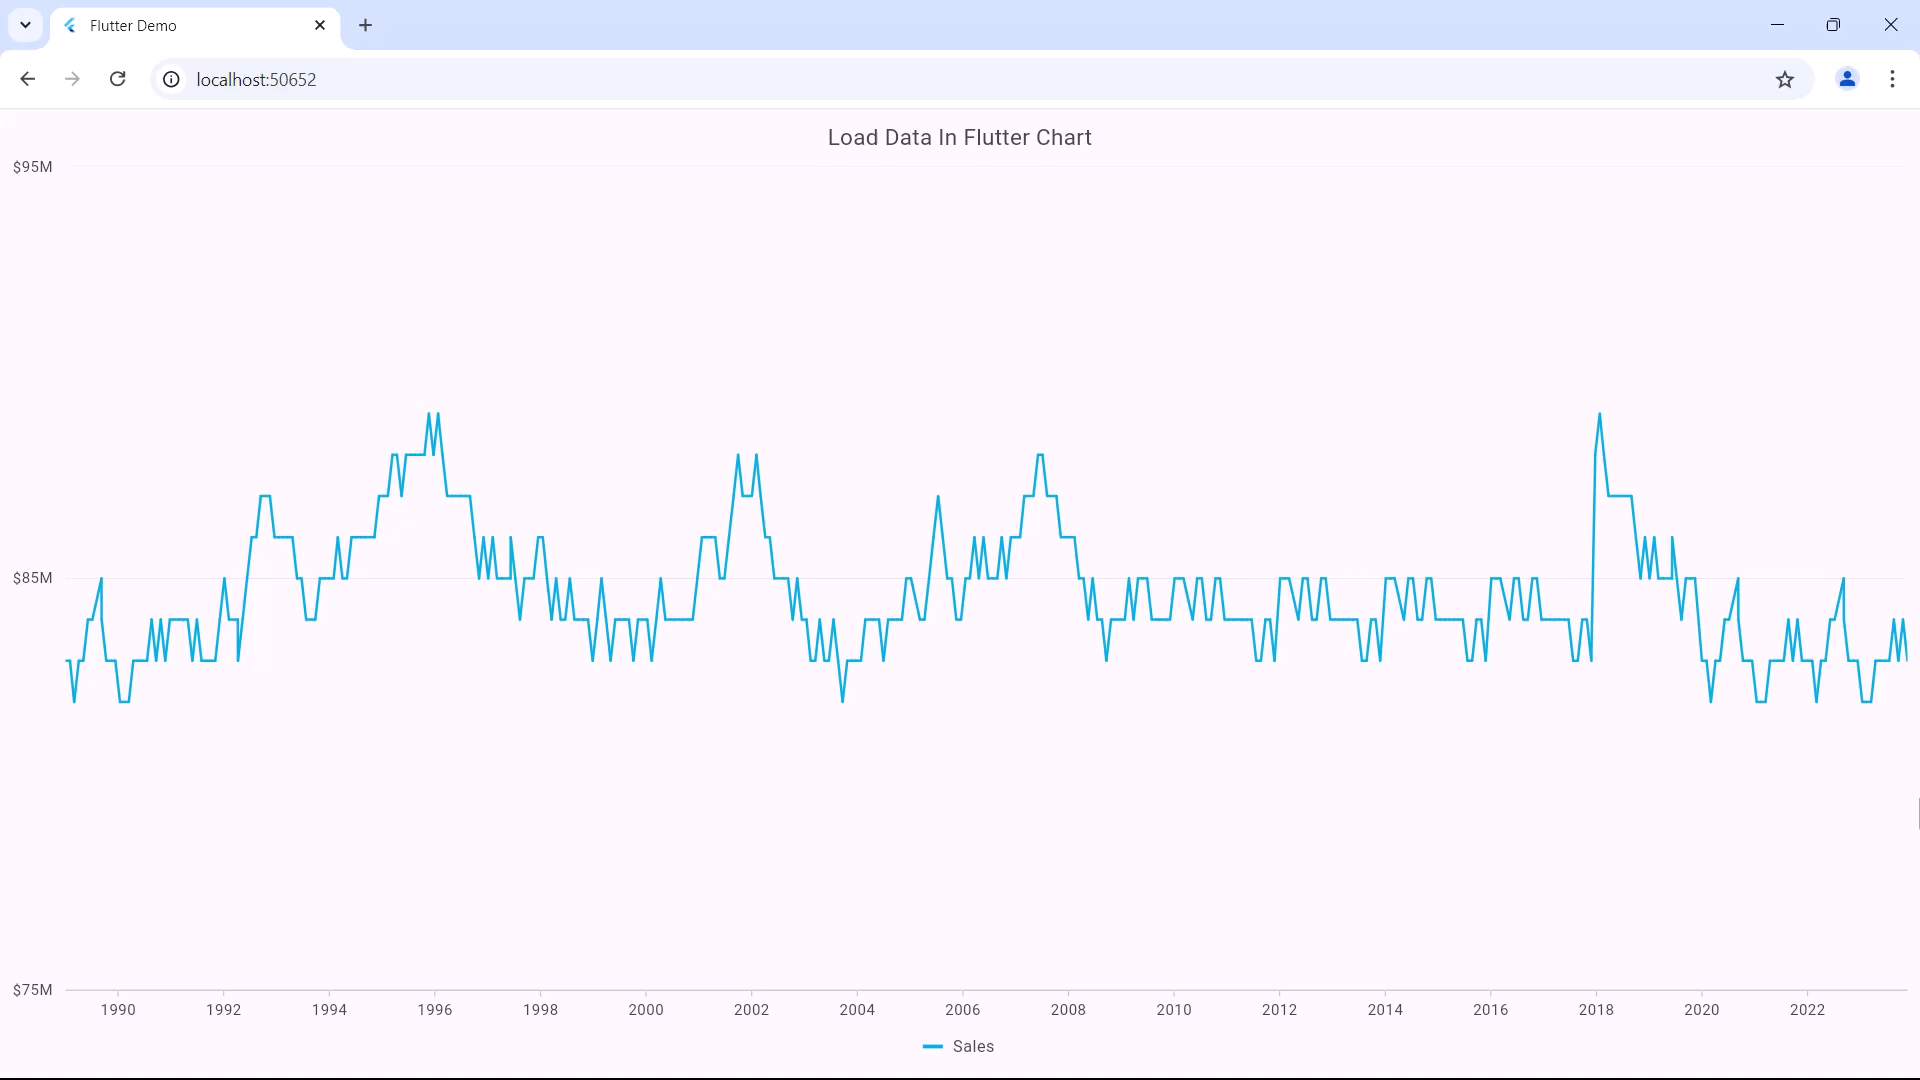 Flutter Demo
localhost:50652
Load Data In Flutter Chart
$95M
$85M
$75M
1990 1992 1994 1996 1998 2000 2002 2004 2006 2008 2010 2012 2014 2016 2018 2020 2022
Sales